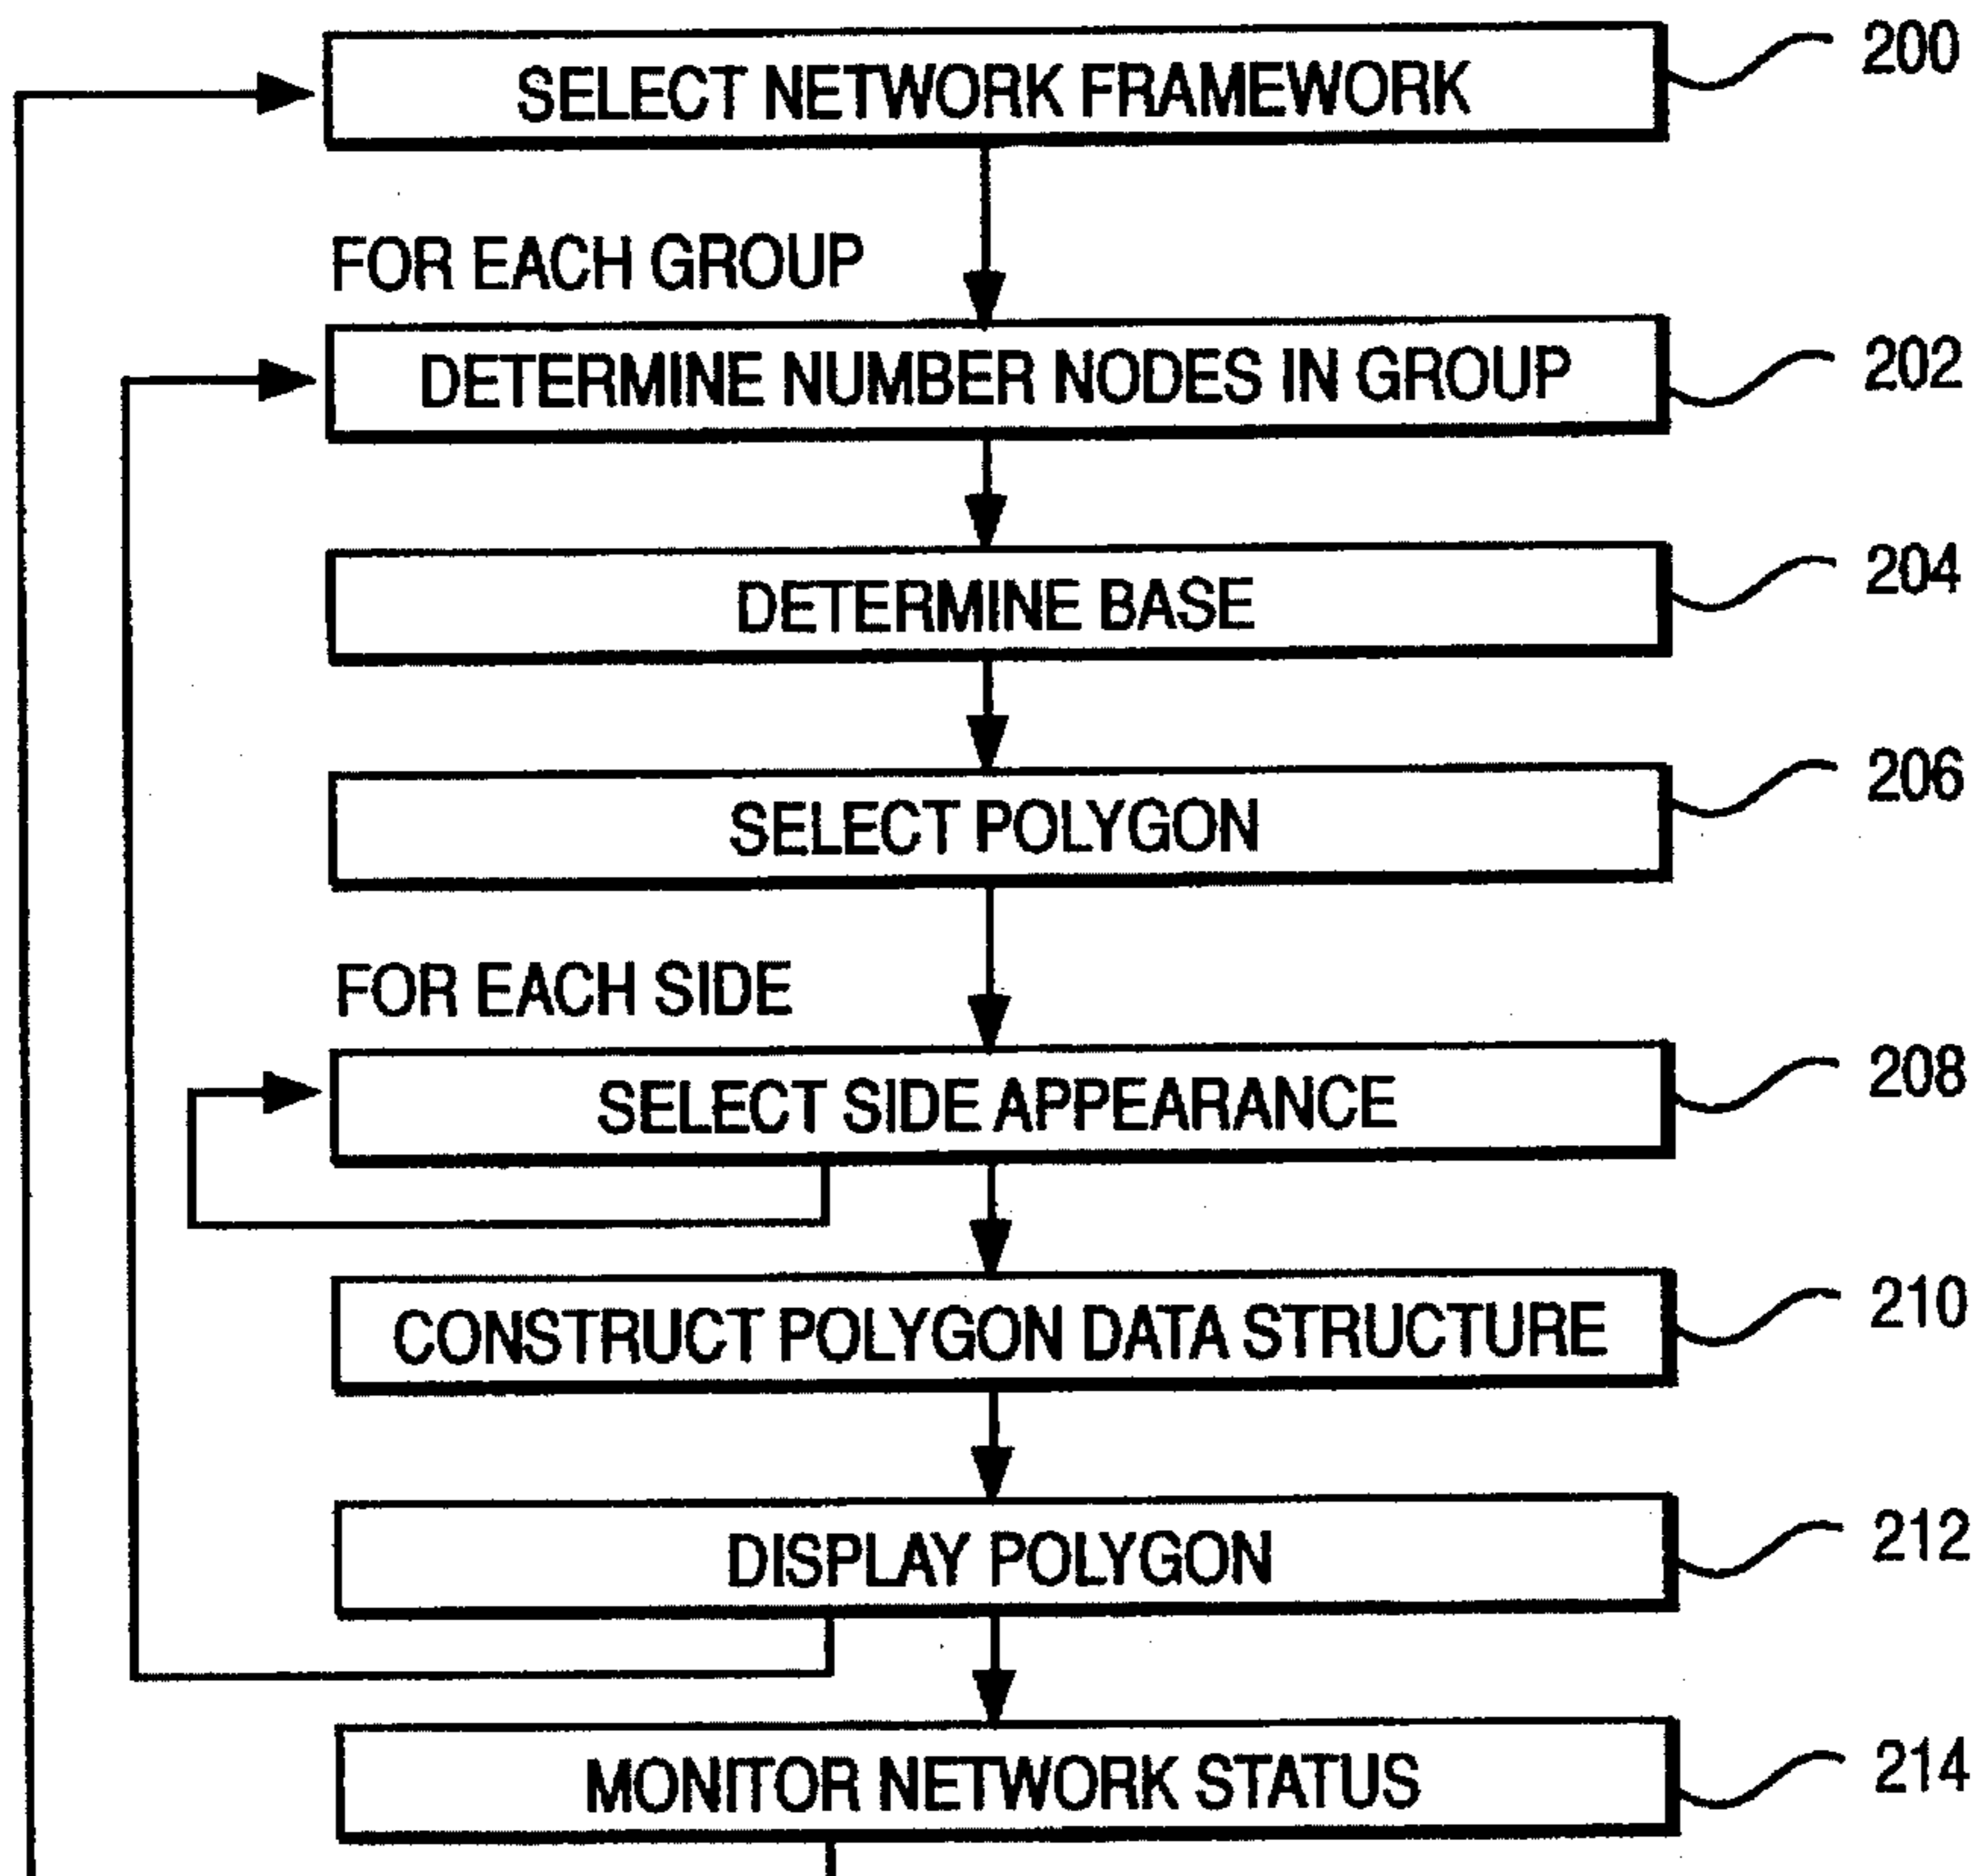 SELECT NETWORK FRAMEWORK
200
FOR EACH GROUP
DETERMINE NUMBER NODES IN GROUP
202
DETERMINE BASE
204
SELECT POLYGON
206
FOR EACH SIDE
SELECT SIDE APPEARANCE
208
CONSTRUCT POLYGON DATA STRUCTURE
210
DISPLAY POLYGON
212
MONITOR NETWORK STATUS
214